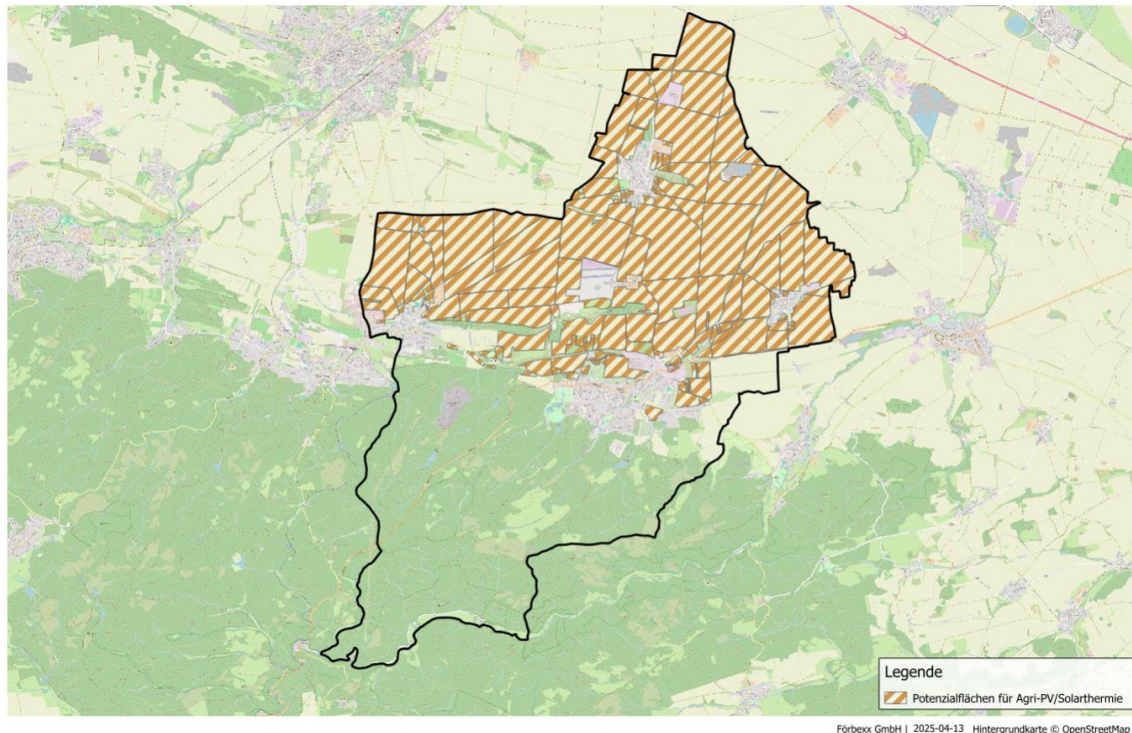 Legende
Potenzialflächen für Agri-PV/Solarthermie
Förbexx GmbH | 2025-04-13 Hintergrundkarte © OpenStreetMap